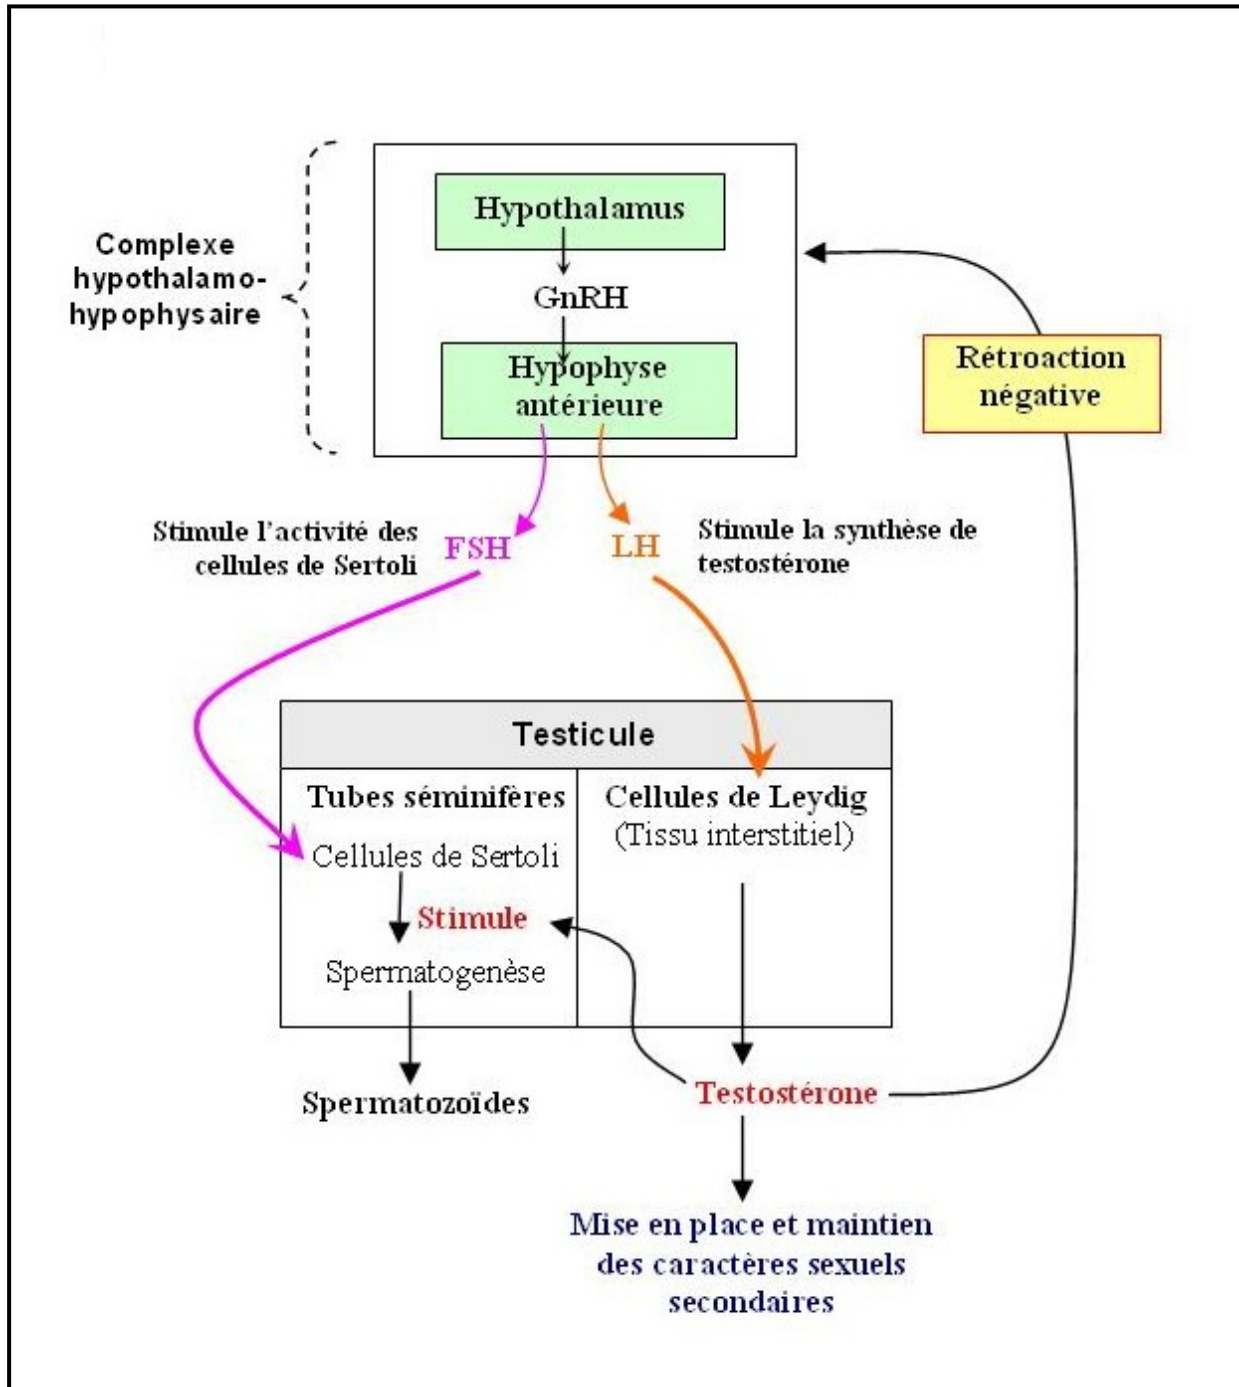 Hypothalamus
Complexe
hypothalamo-
hypophysaire
GnRH
Hypophyse
antérieure
Rétroaction
négative
Stimule l'activité des
cellules de Sertoli
FSH
LH
Stimule la synthèse de
testostérone
Testicule
Tubes séminifères
Cellules de Sertoli
Stimule
Spermatogenèse
Cellules de Leydig
(Tissu interstitiel)
Spermatozoïdes
Testostérone
Mise en place et maintien
des caractères sexuels
secondaires